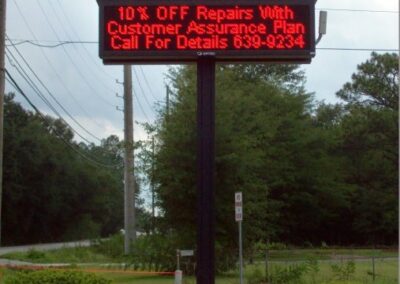 10% OFF Repairs With
Customer Assurance Plan
Call For Details 639-9234